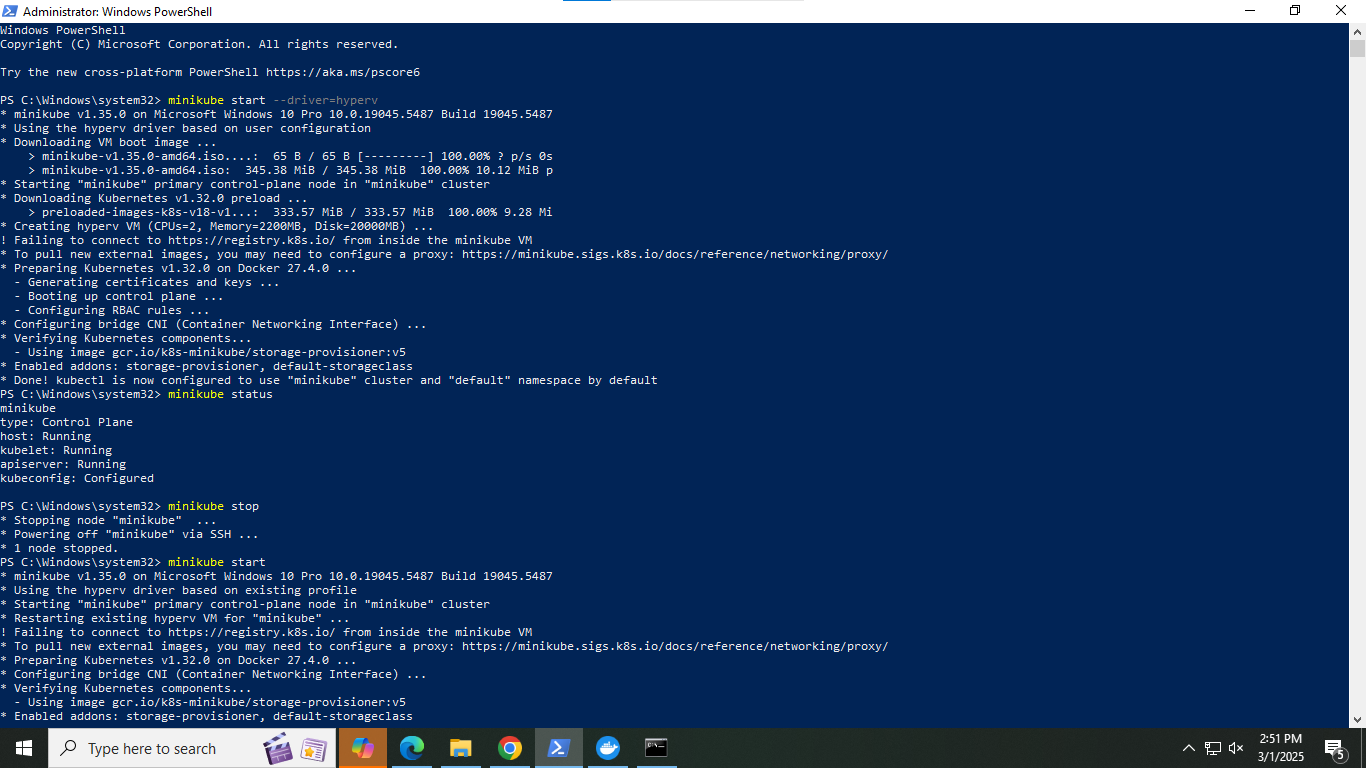 Administrator: Windows PowerShell
Windows PowerShell
Copyright (C) Microsoft Corporation. All rights reserved.
Try the new cross-platform PowerShell https://aka.ms/pscore6
PS C:\Windows\system32> minikube start --driver=hyperv
* minikube v1.35.0 on Microsoft Windows 10 Pro 10.0.19045.5487 Build 19045.5487
* Using the hyperv driver based on user configuration
* Downloading VM boot image ...
    > minikube-v1.35.0-amd64.iso....:  65 B / 65 B [---------] 100.00% ? p/s 0s
    > minikube-v1.35.0-amd64.iso:  345.38 MiB / 345.38 MiB  100.00% 10.12 MiB p
* Starting "minikube" primary control-plane node in "minikube" cluster
* Downloading Kubernetes v1.32.0 preload ...
    > preloaded-images-k8s-v18-v1...:  333.57 MiB / 333.57 MiB  100.00% 9.28 Mi
* Creating hyperv VM (CPUs=2, Memory=2200MB, Disk=20000MB) ...
! Failing to connect to https://registry.k8s.io/ from inside the minikube VM
* To pull new external images, you may need to configure a proxy: https://minikube.sigs.k8s.io/docs/reference/networking/proxy/
* Preparing Kubernetes v1.32.0 on Docker 27.4.0 ...
  - Generating certificates and keys ...
  - Booting up control plane ...
  - Configuring RBAC rules ...
* Configuring bridge CNI (Container Networking Interface) ...
* Verifying Kubernetes components...
  - Using image gcr.io/k8s-minikube/storage-provisioner:v5
* Enabled addons: storage-provisioner, default-storageclass
* Done! kubectl is now configured to use "minikube" cluster and "default" namespace by default
PS C:\Windows\system32> minikube status
minikube
type: Control Plane
host: Running
kubelet: Running
apiserver: Running
kubeconfig: Configured
PS C:\Windows\system32> minikube stop
* Stopping node "minikube"  ...
* Powering off "minikube" via SSH ...
* 1 node stopped.
PS C:\Windows\system32> minikube start
* minikube v1.35.0 on Microsoft Windows 10 Pro 10.0.19045.5487 Build 19045.5487
* Using the hyperv driver based on existing profile
* Starting "minikube" primary control-plane node in "minikube" cluster
* Restarting existing hyperv VM for "minikube" ...
! Failing to connect to https://registry.k8s.io/ from inside the minikube VM
* To pull new external images, you may need to configure a proxy: https://minikube.sigs.k8s.io/docs/reference/networking/proxy/
* Preparing Kubernetes v1.32.0 on Docker 27.4.0 ...
* Configuring bridge CNI (Container Networking Interface) ...
* Verifying Kubernetes components...
  - Using image gcr.io/k8s-minikube/storage-provisioner:v5
* Enabled addons: storage-provisioner, default-storageclass
Type here to search
2:51 PM
3/1/2025
5